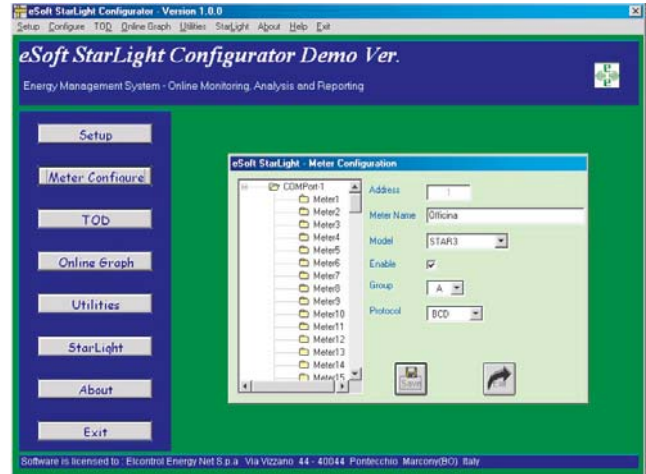 eSoft StarLight Configurator - Version 1.0.0
Setup Configure TOD Online Graph Utilities StarLight About Help Exit
eSoft StarLight Configurator Demo Ver.
Energy Management System - Online Monitoring, Analysis and Reporting
Setup
Meter Configure
TOD
Online Graph
Utilities
StarLight
About
Exit
eSoft StarLight - Meter Configuration
COMPort-1
Meter1
Meter2
Meter3
Meter4
Meter5
Meter6
Meter7
Meter8
Meter9
Meter10
Meter11
Meter12
Meter13
Meter14
Meter15
Address 1
Meter Name Officina
Model STAR3
Enable
Group A
Protocol BCD
Save
Exit
Software is licensed to : Elcontrol Energy Net S.p.a Via Vizzano 44 - 40044 Pontecchio Marcony(BO) Italy